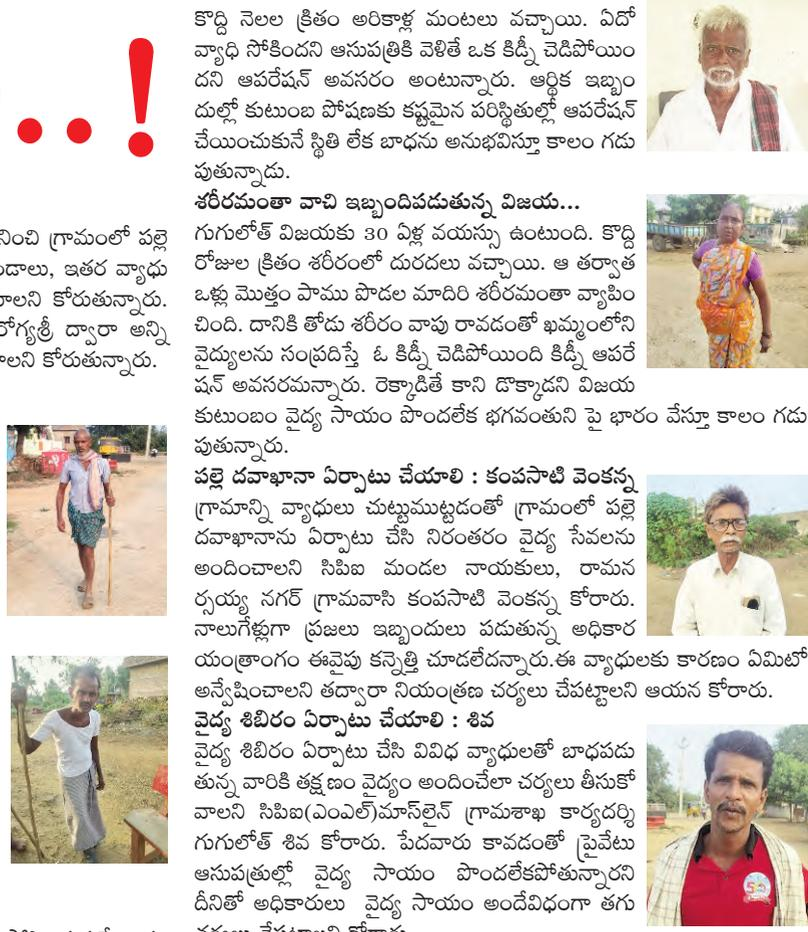 ..!
నించి గ్రామంలో పల్లె
డాలు, ఇతర వ్యాధు
లని కోరుతున్నారు.
గ్యశ్రీ ద్వారా అన్ని
లని కోరుతున్నారు.
కొద్ది నెలల క్రితం అరికాళ్ల మంటలు వచ్చాయి. ఏదో
వ్యాధి సోకిందని ఆసుపత్రికి వెళితే ఒక కిడ్నీ చెడిపోయిం
దని ఆపరేషన్ అవసరం అంటున్నారు. ఆర్థిక ఇబ్బం
దుల్లో కుటుంబ పోషణకు కష్టమైన పరిస్థితుల్లో ఆపరేషన్
చేయించుకునే స్థితి లేక బాధను అనుభవిస్తూ కాలం గడు
పుతున్నాడు.
శరీరమంతా వాచి ఇబ్బందిపడుతున్న విజయ...
గుగులోత్ విజయకు 30 ఏళ్ల వయస్సు ఉంటుంది. కొద్ది
రోజుల క్రితం శరీరంలో దురదలు వచ్చాయి. ఆ తర్వాత
ఒళ్లు మొత్తం పాము పొడల మాదిరి శరీరమంతా వ్యాపిం
చింది. దానికి తోడు శరీరం వాపు రావడంతో ఖమ్మంలోని
వైద్యులను సంప్రదిస్తే ఓ కిడ్నీ చెడిపోయింది కిడ్నీ ఆపరే
షన్ అవసరమన్నారు. రెక్కాడితే కాని డొక్కాడని విజయ
కుటుంబం వైద్య సాయం పొందలేక భగవంతుని పై భారం వేస్తూ కాలం గడు
పుతున్నారు.
పల్లె దవాఖానా ఏర్పాటు చేయాలి : కంపసాటి వెంకన్న
గ్రామాన్ని వ్యాధులు చుట్టుముట్టడంతో గ్రామంలో పల్లె
దవాఖానాను ఏర్పాటు చేసి నిరంతరం వైద్య సేవలను
అందించాలని సిపిఐ మండల నాయకులు, రామన
ర్సయ్య నగర్ గ్రామవాసి కంపసాటి వెంకన్న కోరారు.
నాలుగేళ్లుగా ప్రజలు ఇబ్బందులు పడుతున్న అధికార
యంత్రాంగం ఈవైపు కన్నెత్తి చూడలేదన్నారు.ఈ వ్యాధులకు కారణం ఏమిటో
అన్వేషించాలని తద్వారా నియంత్రణ చర్యలు చేపట్టాలని ఆయన కోరారు.
వైద్య శిబిరం ఏర్పాటు చేయాలి : శివ
వైద్య శిబిరం ఏర్పాటు చేసి వివిధ వ్యాధులతో బాధపడు
తున్న వారికి తక్షణం వైద్యం అందించేలా చర్యలు తీసుకో
వాలని సిపిఐ(ఎంఎల్)మాస్‌లైన్ గ్రామశాఖ కార్యదర్శి
గుగులోత్ శివ కోరారు. పేదవారు కావడంతో ప్రైవేటు
ఆసుపత్రుల్లో వైద్య సాయం పొందలేకపోతున్నారని
దీనితో అధికారులు వైద్య సాయం అందేవిధంగా తగు